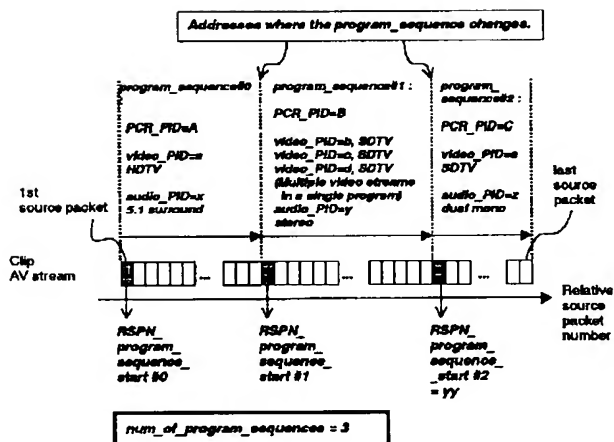 Addresses where the program_sequence changes.
program_sequence#0
PCR_PID=A
video_PID=a
HDTV
audio_PID=x
5.1 surround
program_sequence#1 :
PCR_PID=B
video_PID=b, SDTV
video_PID=c, SDTV
video_PID=d, SDTV
(Multiple video streams
in a single program)
audio_PID=y
stereo
program_
sequence#2 :
PCR_PID=C
video_PID=e
SDTV
audio_PID=z
dual mono
1st
source packet
last
source
packet
Clip
AV stream
...
...
...
Relative
source
packet
number
RSPN_
program_
sequence_
start #0
RSPN_
program_
sequence_
start #1
RSPN_
program_
sequence_
_start #2
= yy
num_of_program_sequences = 3